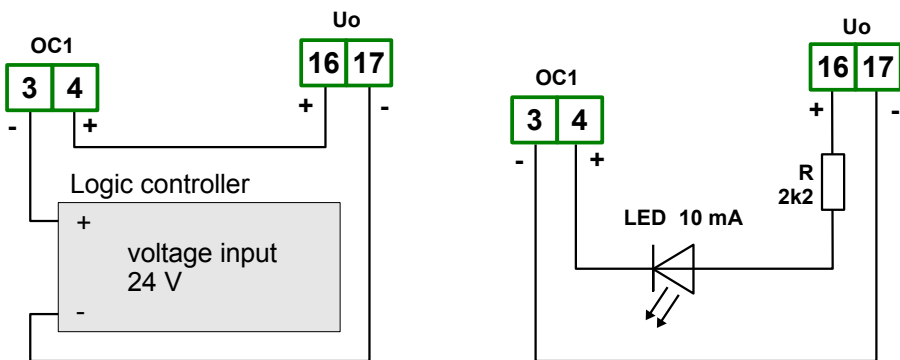 Uo
OC1
16 17
3 4
+ -
- +
Logic controller
+
voltage input
24 V
-
Uo
OC1
16 17
3 4
+ -
- +
R
2k2
LED 10 mA